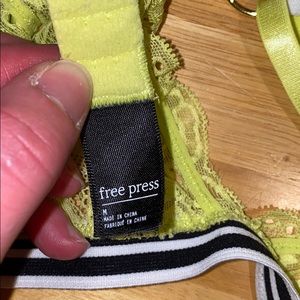 free press
M
MADE IN CHINA
FABRIQUÉ EN CHINE